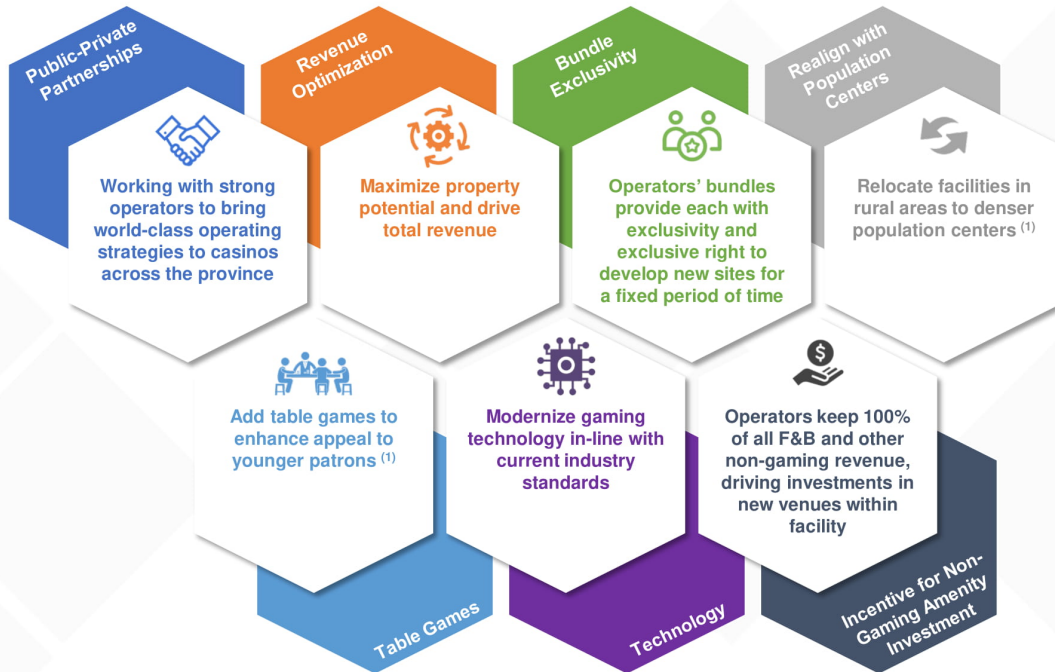 Public-Private
Partnerships
Working with strong
operators to bring
world-class operating
strategies to casinos
across the province
Revenue
Optimization
Maximize property
potential and drive
total revenue
Bundle
Exclusivity
Operators’ bundles
provide each with
exclusivity and
exclusive right to
develop new sites for
a fixed period of time
Realign with
Population
Centers
Relocate facilities in
rural areas to denser
population centers (1)
Add table games to
enhance appeal to
younger patrons (1)
Table Games
Modernize gaming
technology in-line with
current industry
standards
Technology
$
Operators keep 100%
of all F&B and other
non-gaming revenue,
driving investments in
new venues within
facility
Incentive for Non-
Gaming Amenity
Investment